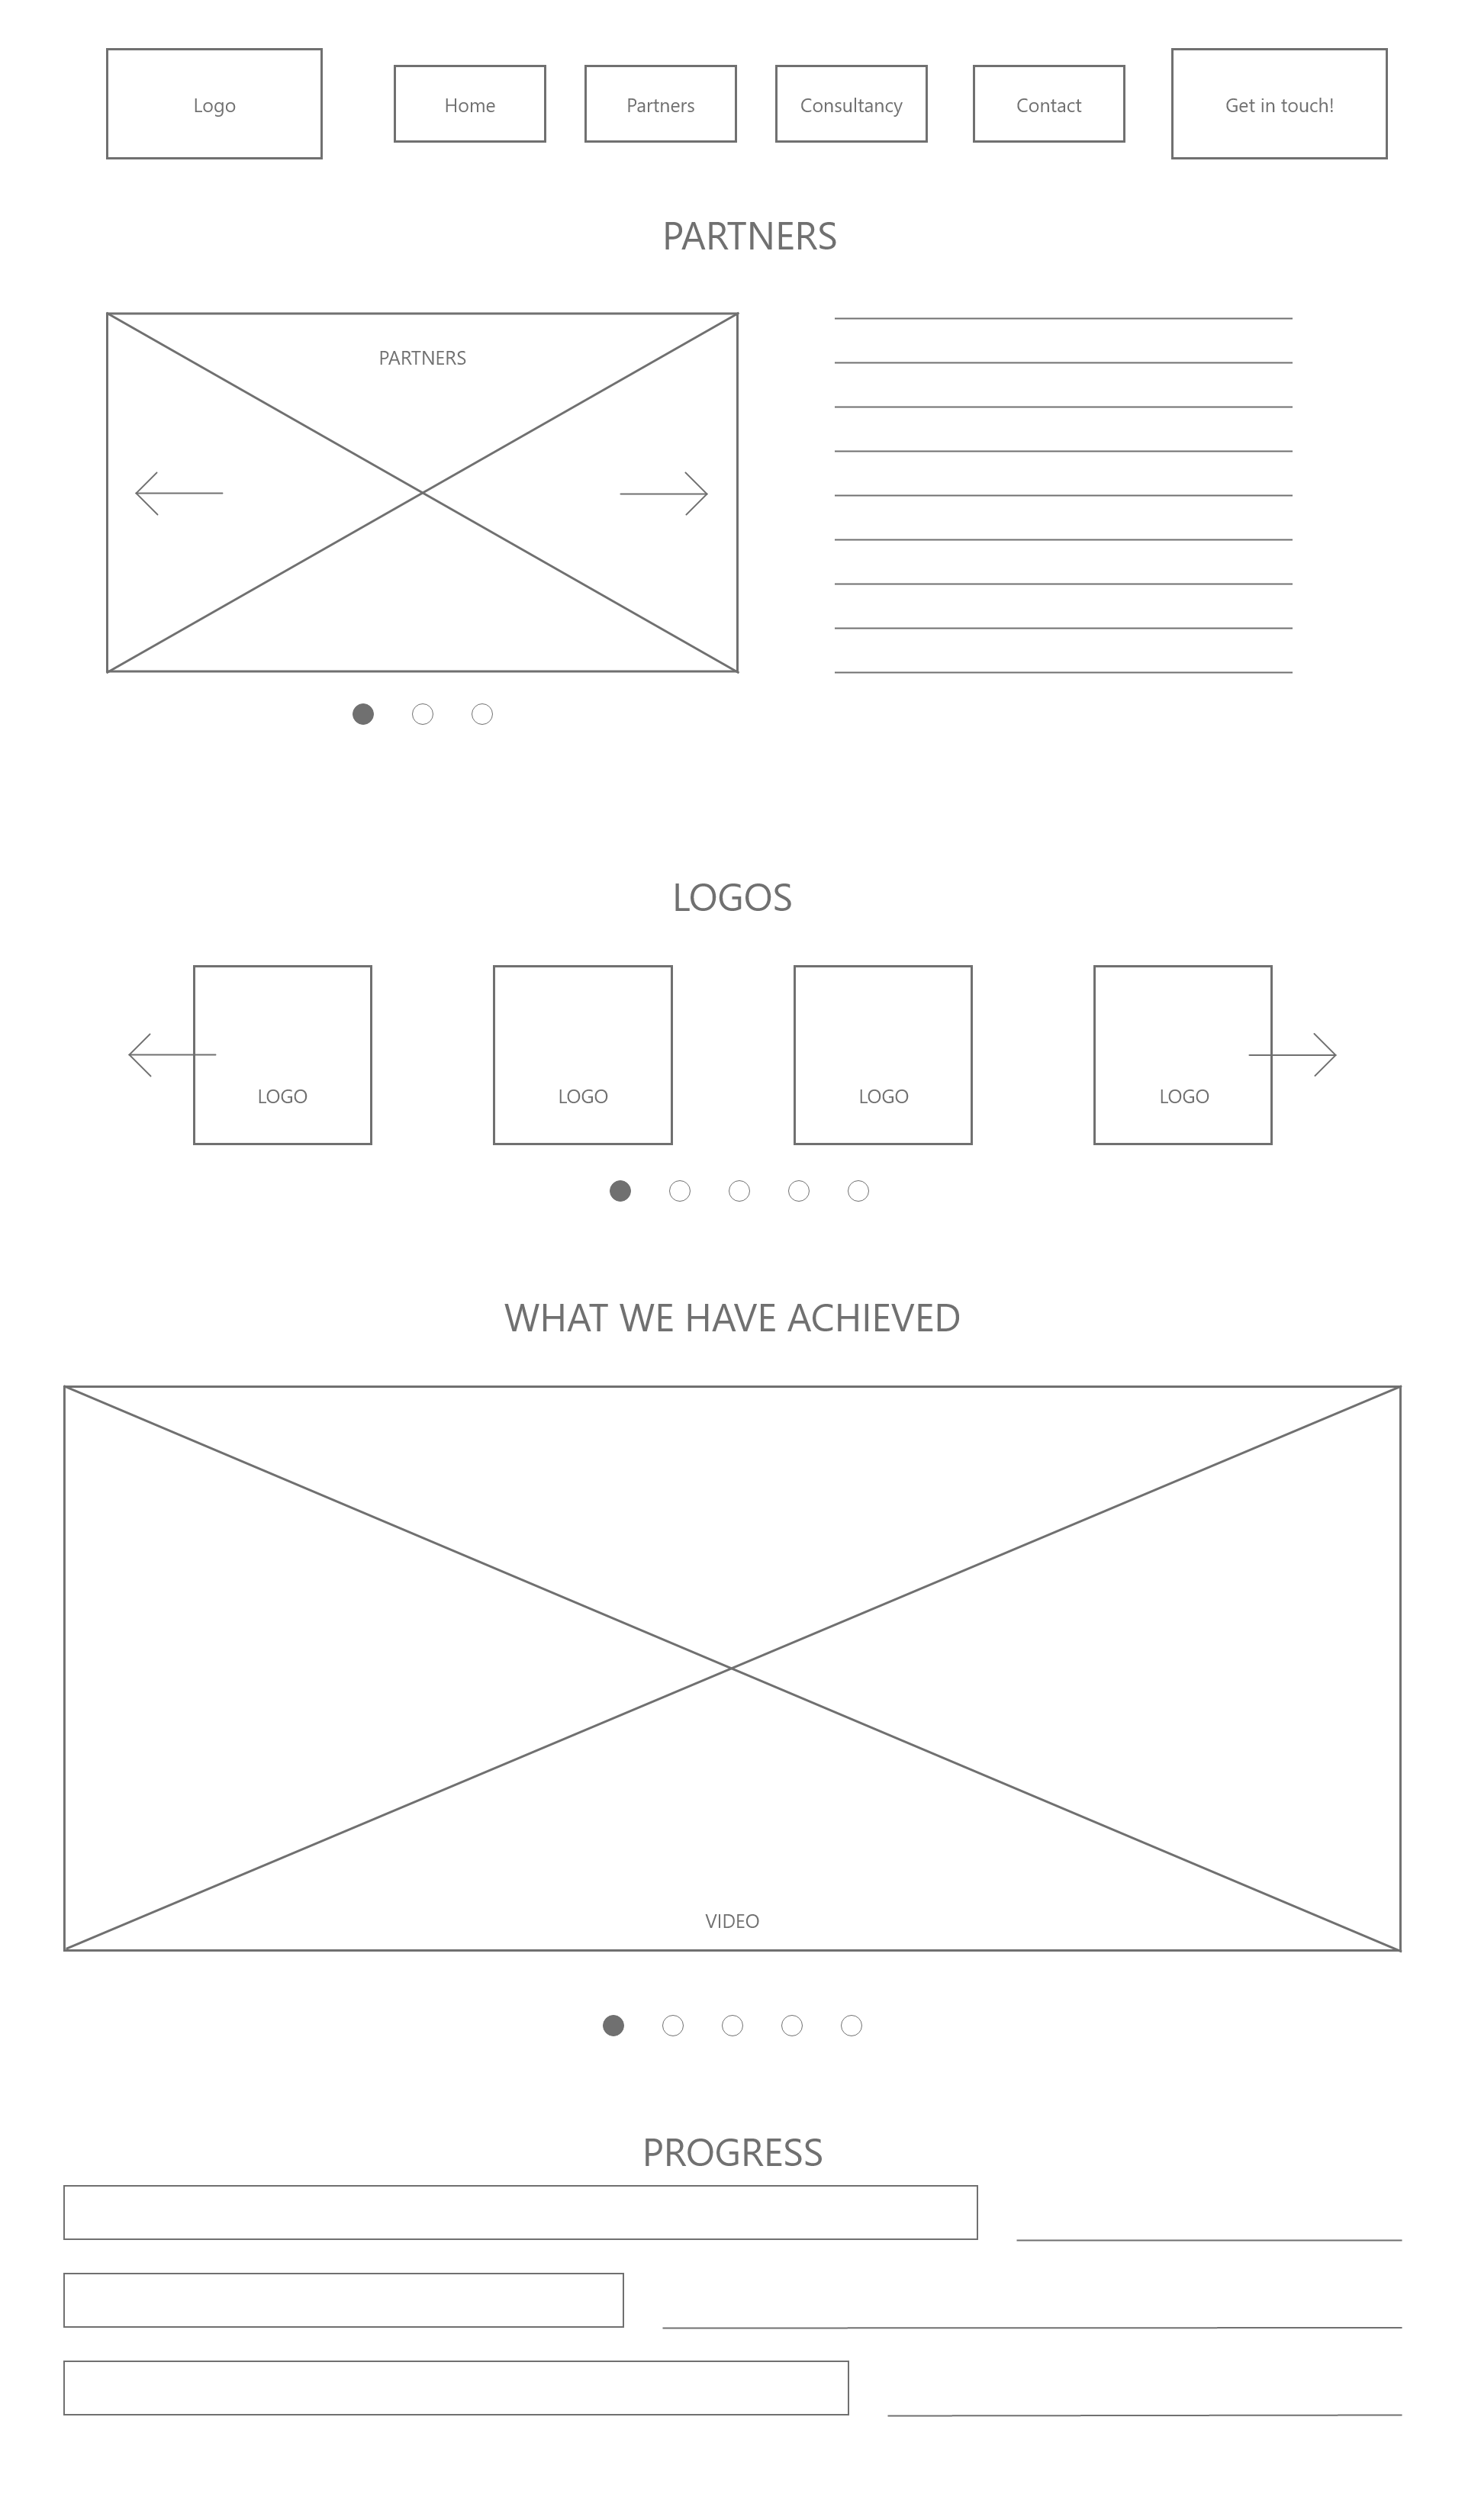 Logo
Home
Partners
Consultancy
Contact
Get in touch!
PARTNERS
PARTNERS
LOGOS
LOGO
LOGO
LOGO
LOGO
WHAT WE HAVE ACHIEVED
VIDEO
PROGRESS